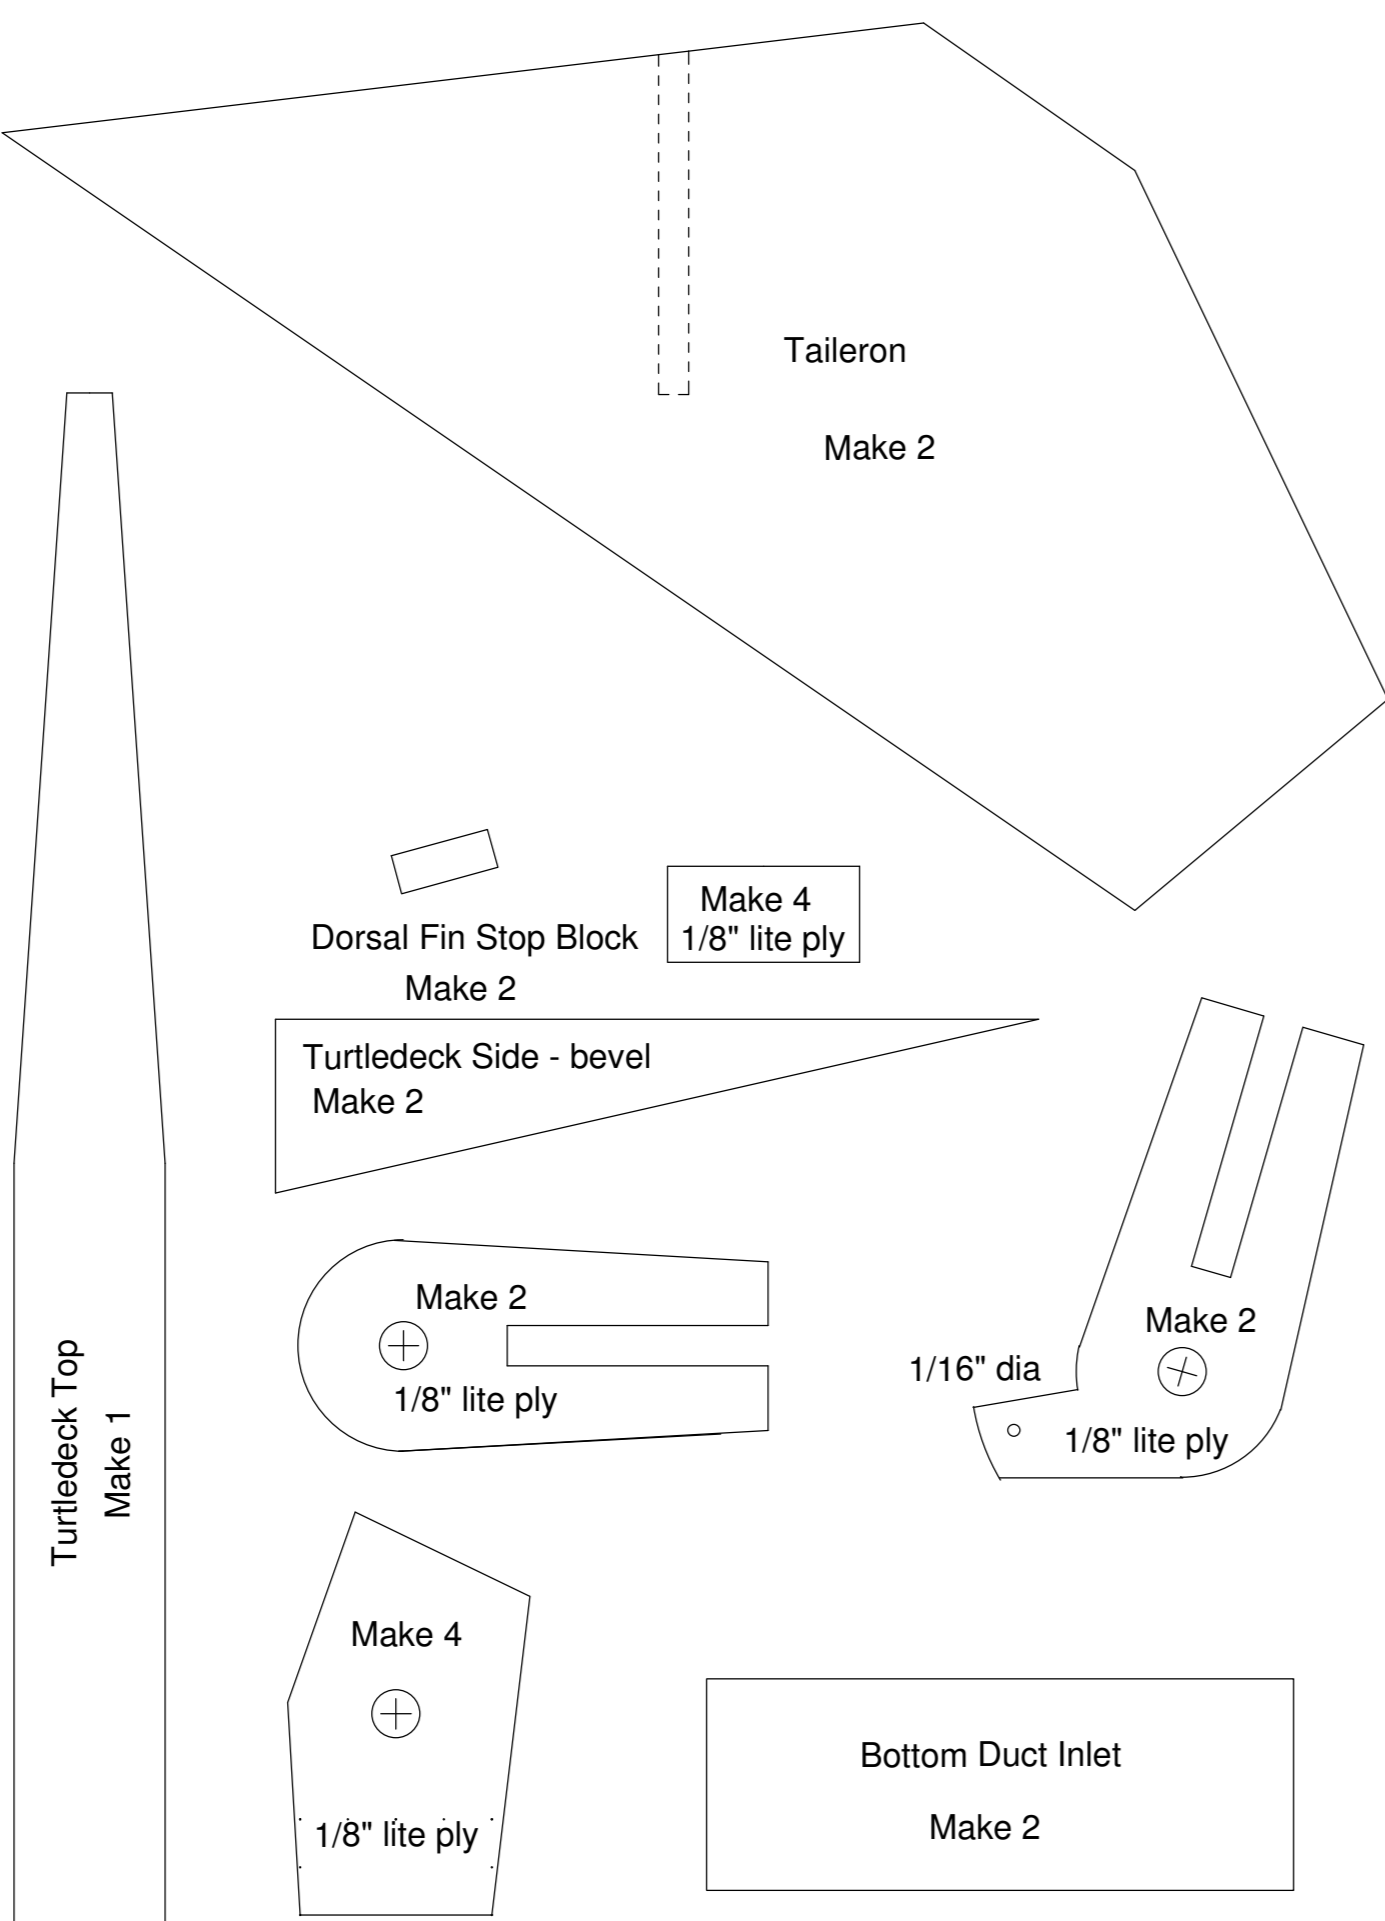 Taileron
Make 2
Dorsal Fin Stop Block
Make 2
Make 4
1/8" lite ply
Turtledeck Side - bevel
Make 2
Make 2
1/8" lite ply
Make 2
1/16" dia
1/8" lite ply
Turtledeck Top
Make 1
Make 4
1/8" lite ply
Bottom Duct Inlet
Make 2